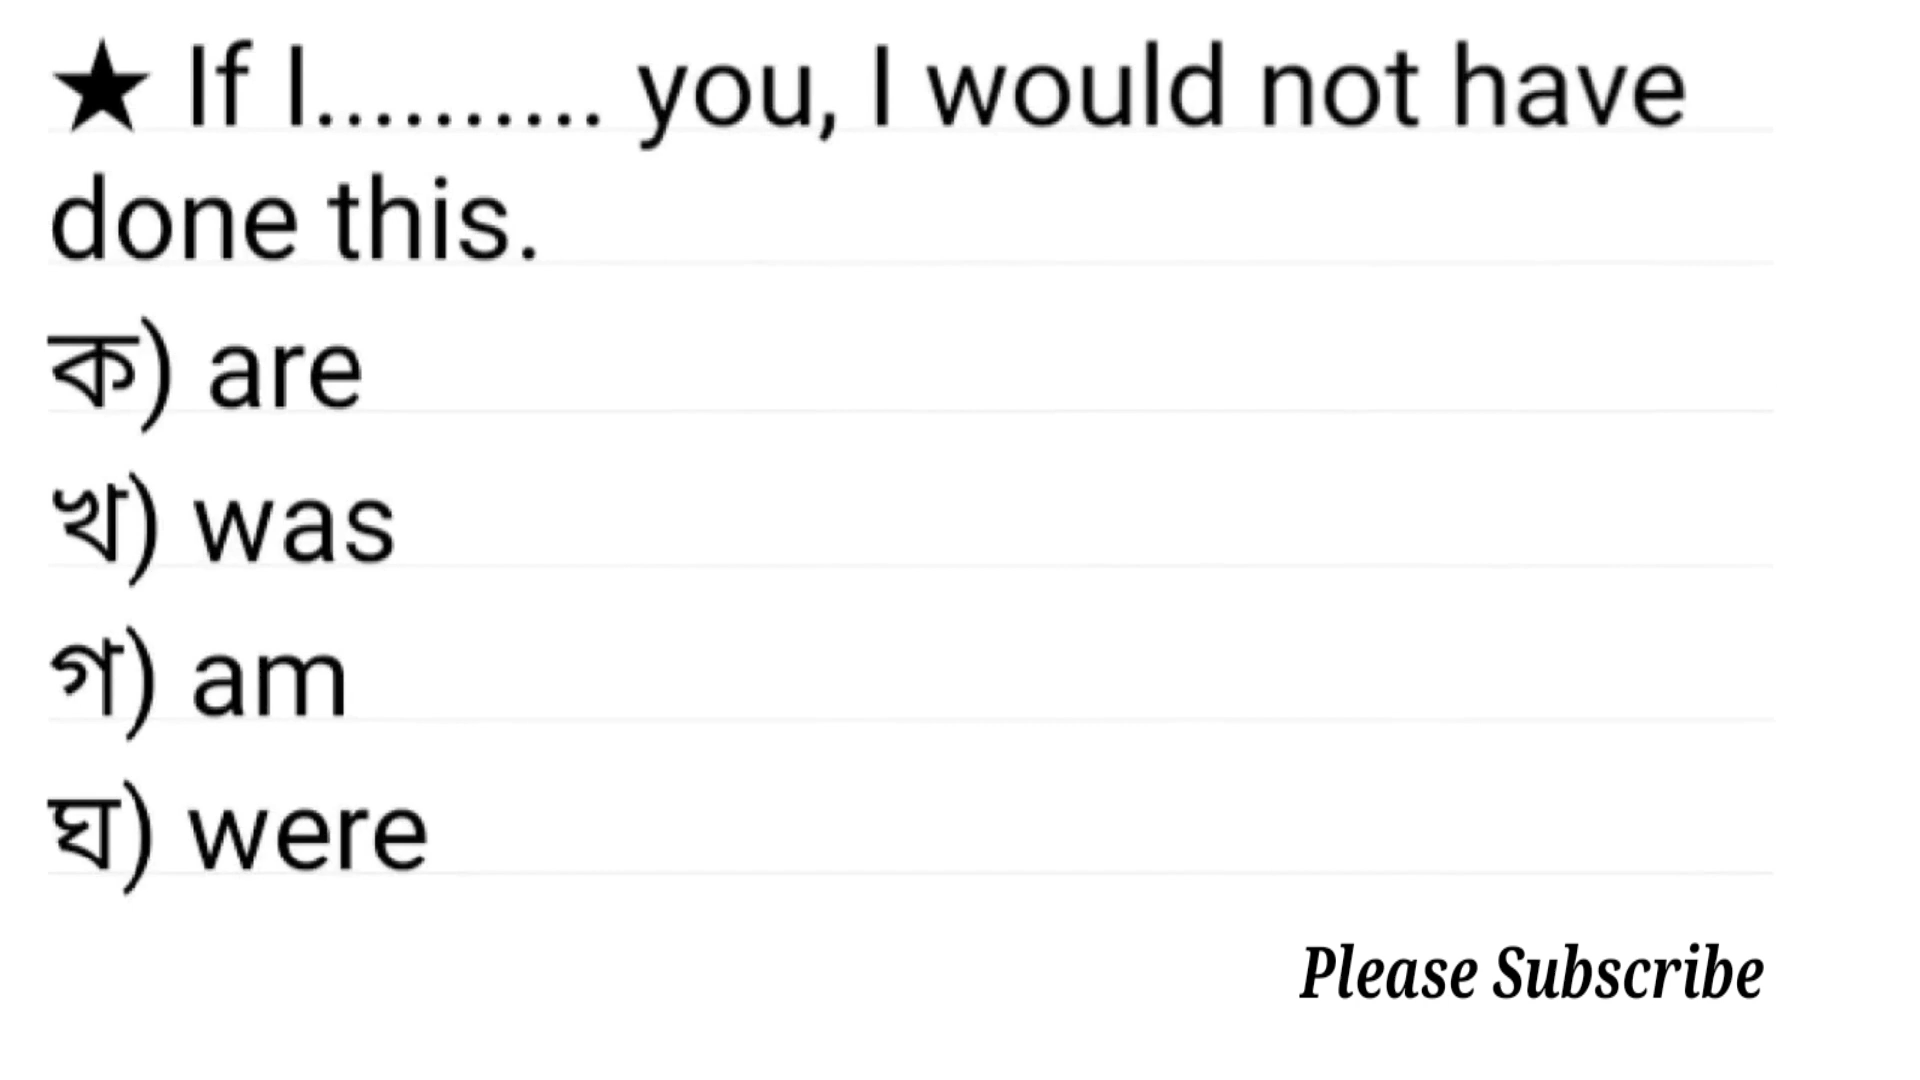 ★ If I.......... you, I would not have
done this.
ক) are
খ) was
গ) am
ঘ) were
Please Subscribe